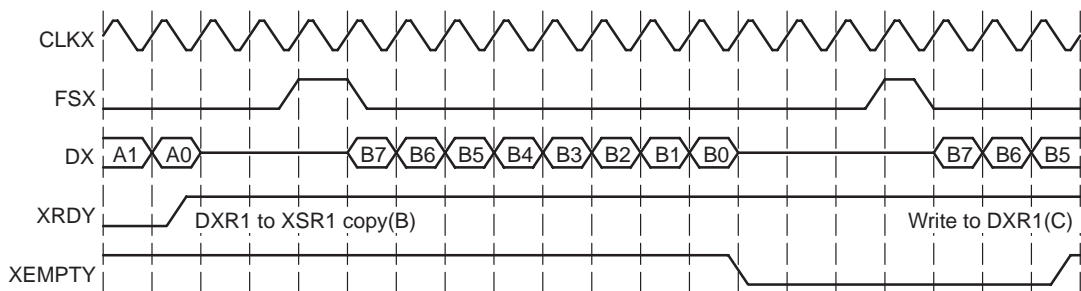 CLKX
FSX
DX A1 A0 B7 B6 B5 B4 B3 B2 B1 B0 B7 B6 B5
XRDY DXR1 to XSR1 copy(B) Write to DXR1(C)
XEMPTY